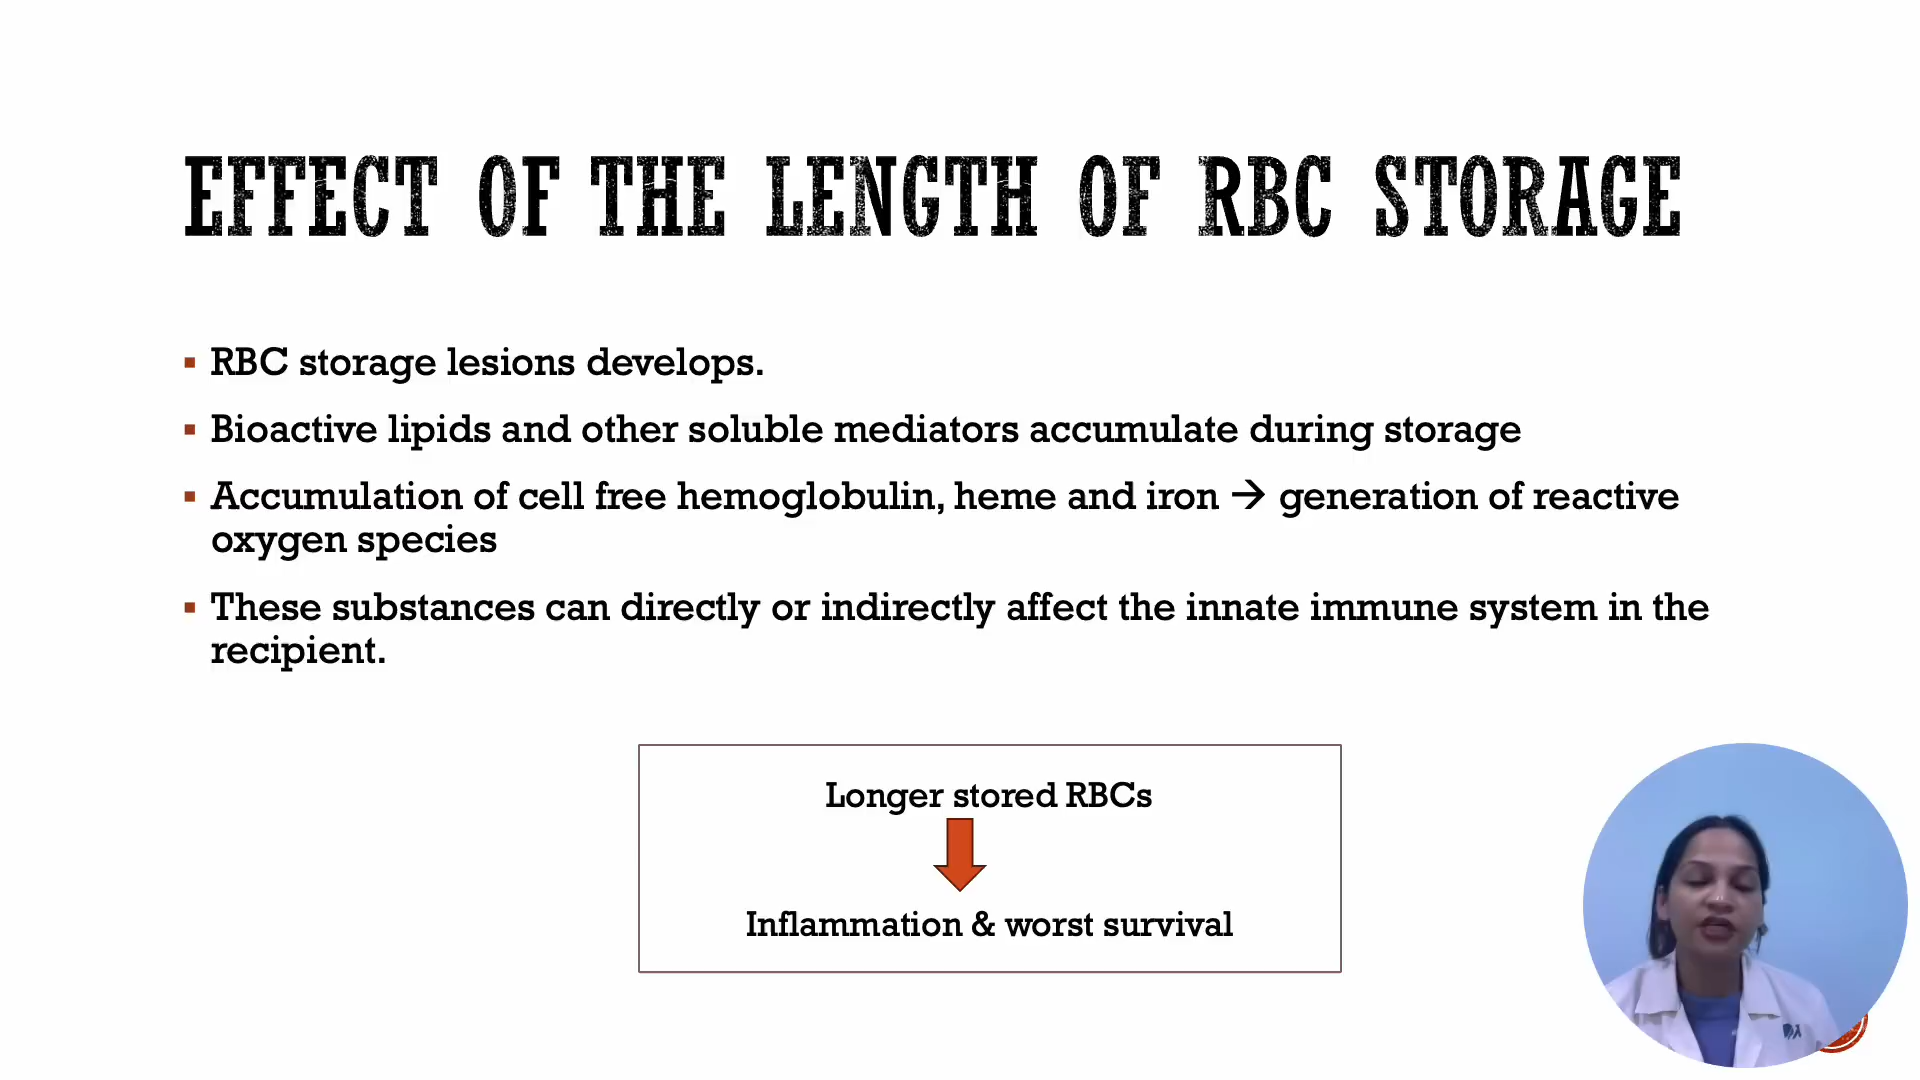 EFFECT OF THE LENGTH OF RBC STORAGE
RBC storage lesions develops.
Bioactive lipids and other soluble mediators accumulate during storage
Accumulation of cell free hemoglobulin, heme and iron → generation of reactive
oxygen species
These substances can directly or indirectly affect the innate immune system in the
recipient.
Longer stored RBCs
Inflammation & worst survival